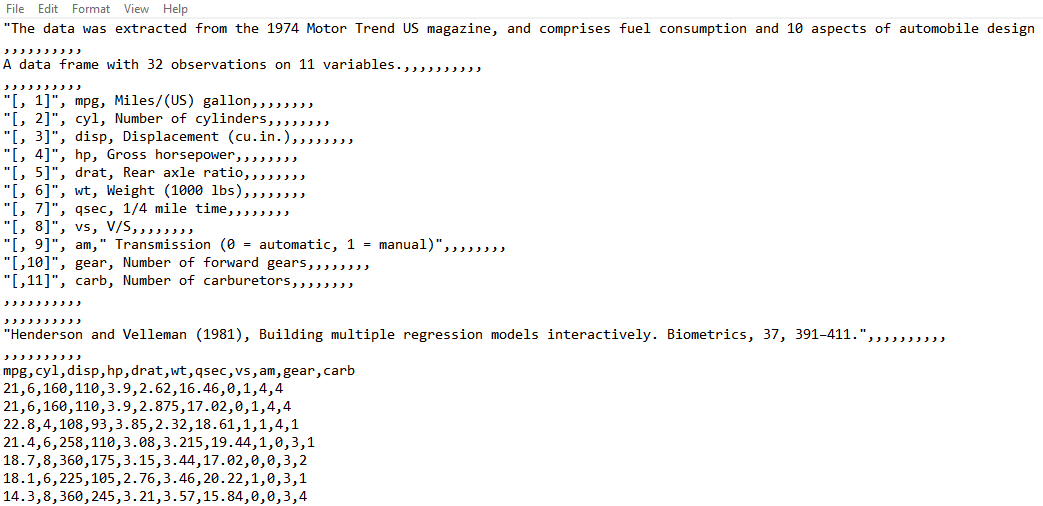 File Edit Format View Help
"The data was extracted from the 1974 Motor Trend US magazine, and comprises fuel consumption and 10 aspects of automobile design
,,,,,,,,,,
A data frame with 32 observations on 11 variables.,,,,,,,,,,
,,,,,,,,,,
"[, 1]", mpg, Miles/(US) gallon,,,,,,,,
"[, 2]", cyl, Number of cylinders,,,,,,,,
"[, 3]", disp, Displacement (cu.in.),,,,,,,,
"[, 4]", hp, Gross horsepower,,,,,,,,
"[, 5]", drat, Rear axle ratio,,,,,,,,
"[, 6]", wt, Weight (1000 lbs),,,,,,,,
"[, 7]", qsec, 1/4 mile time,,,,,,,,
"[, 8]", vs, V/S,,,,,,,,
"[, 9]", am," Transmission (0 = automatic, 1 = manual)",,,,,,,,
"[,10]", gear, Number of forward gears,,,,,,,,
"[,11]", carb, Number of carburetors,,,,,,,,
,,,,,,,,,,
,,,,,,,,,,
"Henderson and Velleman (1981), Building multiple regression models interactively. Biometrics, 37, 391–411.",,,,,,,,,,
,,,,,,,,,,
mpg,cyl,disp,hp,drat,wt,qsec,vs,am,gear,carb
21,6,160,110,3.9,2.62,16.46,0,1,4,4
21,6,160,110,3.9,2.875,17.02,0,1,4,4
22.8,4,108,93,3.85,2.32,18.61,1,1,4,1
21.4,6,258,110,3.08,3.215,19.44,1,0,3,1
18.7,8,360,175,3.15,3.44,17.02,0,0,3,2
18.1,6,225,105,2.76,3.46,20.22,1,0,3,1
14.3,8,360,245,3.21,3.57,15.84,0,0,3,4